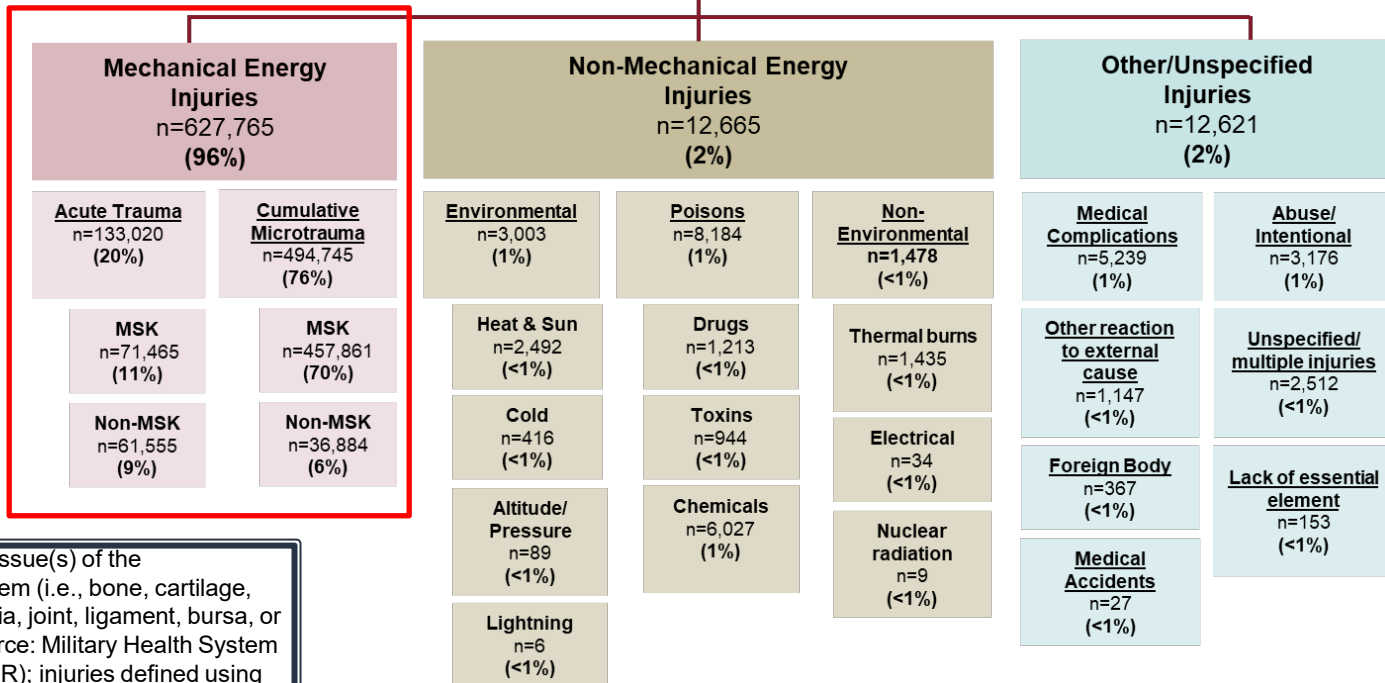 Mechanical Energy
Injuries
n=627,765
(96%)
Acute Trauma
n=133,020
(20%)
Cumulative
Microtrauma
n=494,745
(76%)
MSK
n=71,465
(11%)
MSK
n=457,861
(70%)
Non-MSK
n=61,555
(9%)
Non-MSK
n=36,884
(6%)
Non-Mechanical Energy
Injuries
n=12,665
(2%)
Environmental
n=3,003
(1%)
Heat & Sun
n=2,492
(<1%)
Cold
n=416
(<1%)
Altitude/
Pressure
n=89
(<1%)
Lightning
n=6
(<1%)
Poisons
n=8,184
(1%)
Drugs
n=1,213
(<1%)
Toxins
n=944
(<1%)
Chemicals
n=6,027
(1%)
Non-
Environmental
n=1,478
(<1%)
Thermal burns
n=1,435
(<1%)
Electrical
n=34
(<1%)
Nuclear
radiation
n=9
(<1%)
Other/Unspecified
Injuries
n=12,621
(2%)
Medical
Complications
n=5,239
(1%)
Abuse/
Intentional
n=3,176
(1%)
Other reaction
to external
cause
n=1,147
(<1%)
Unspecified/
multiple injuries
n=2,512
(<1%)
Foreign Body
n=367
(<1%)
Lack of essential
element
n=153
(<1%)
Medical
Accidents
n=27
(<1%)
issue(s) of the
em (i.e., bone, cartilage,
ia, joint, ligament, bursa, or
rce: Military Health System
R); injuries defined using